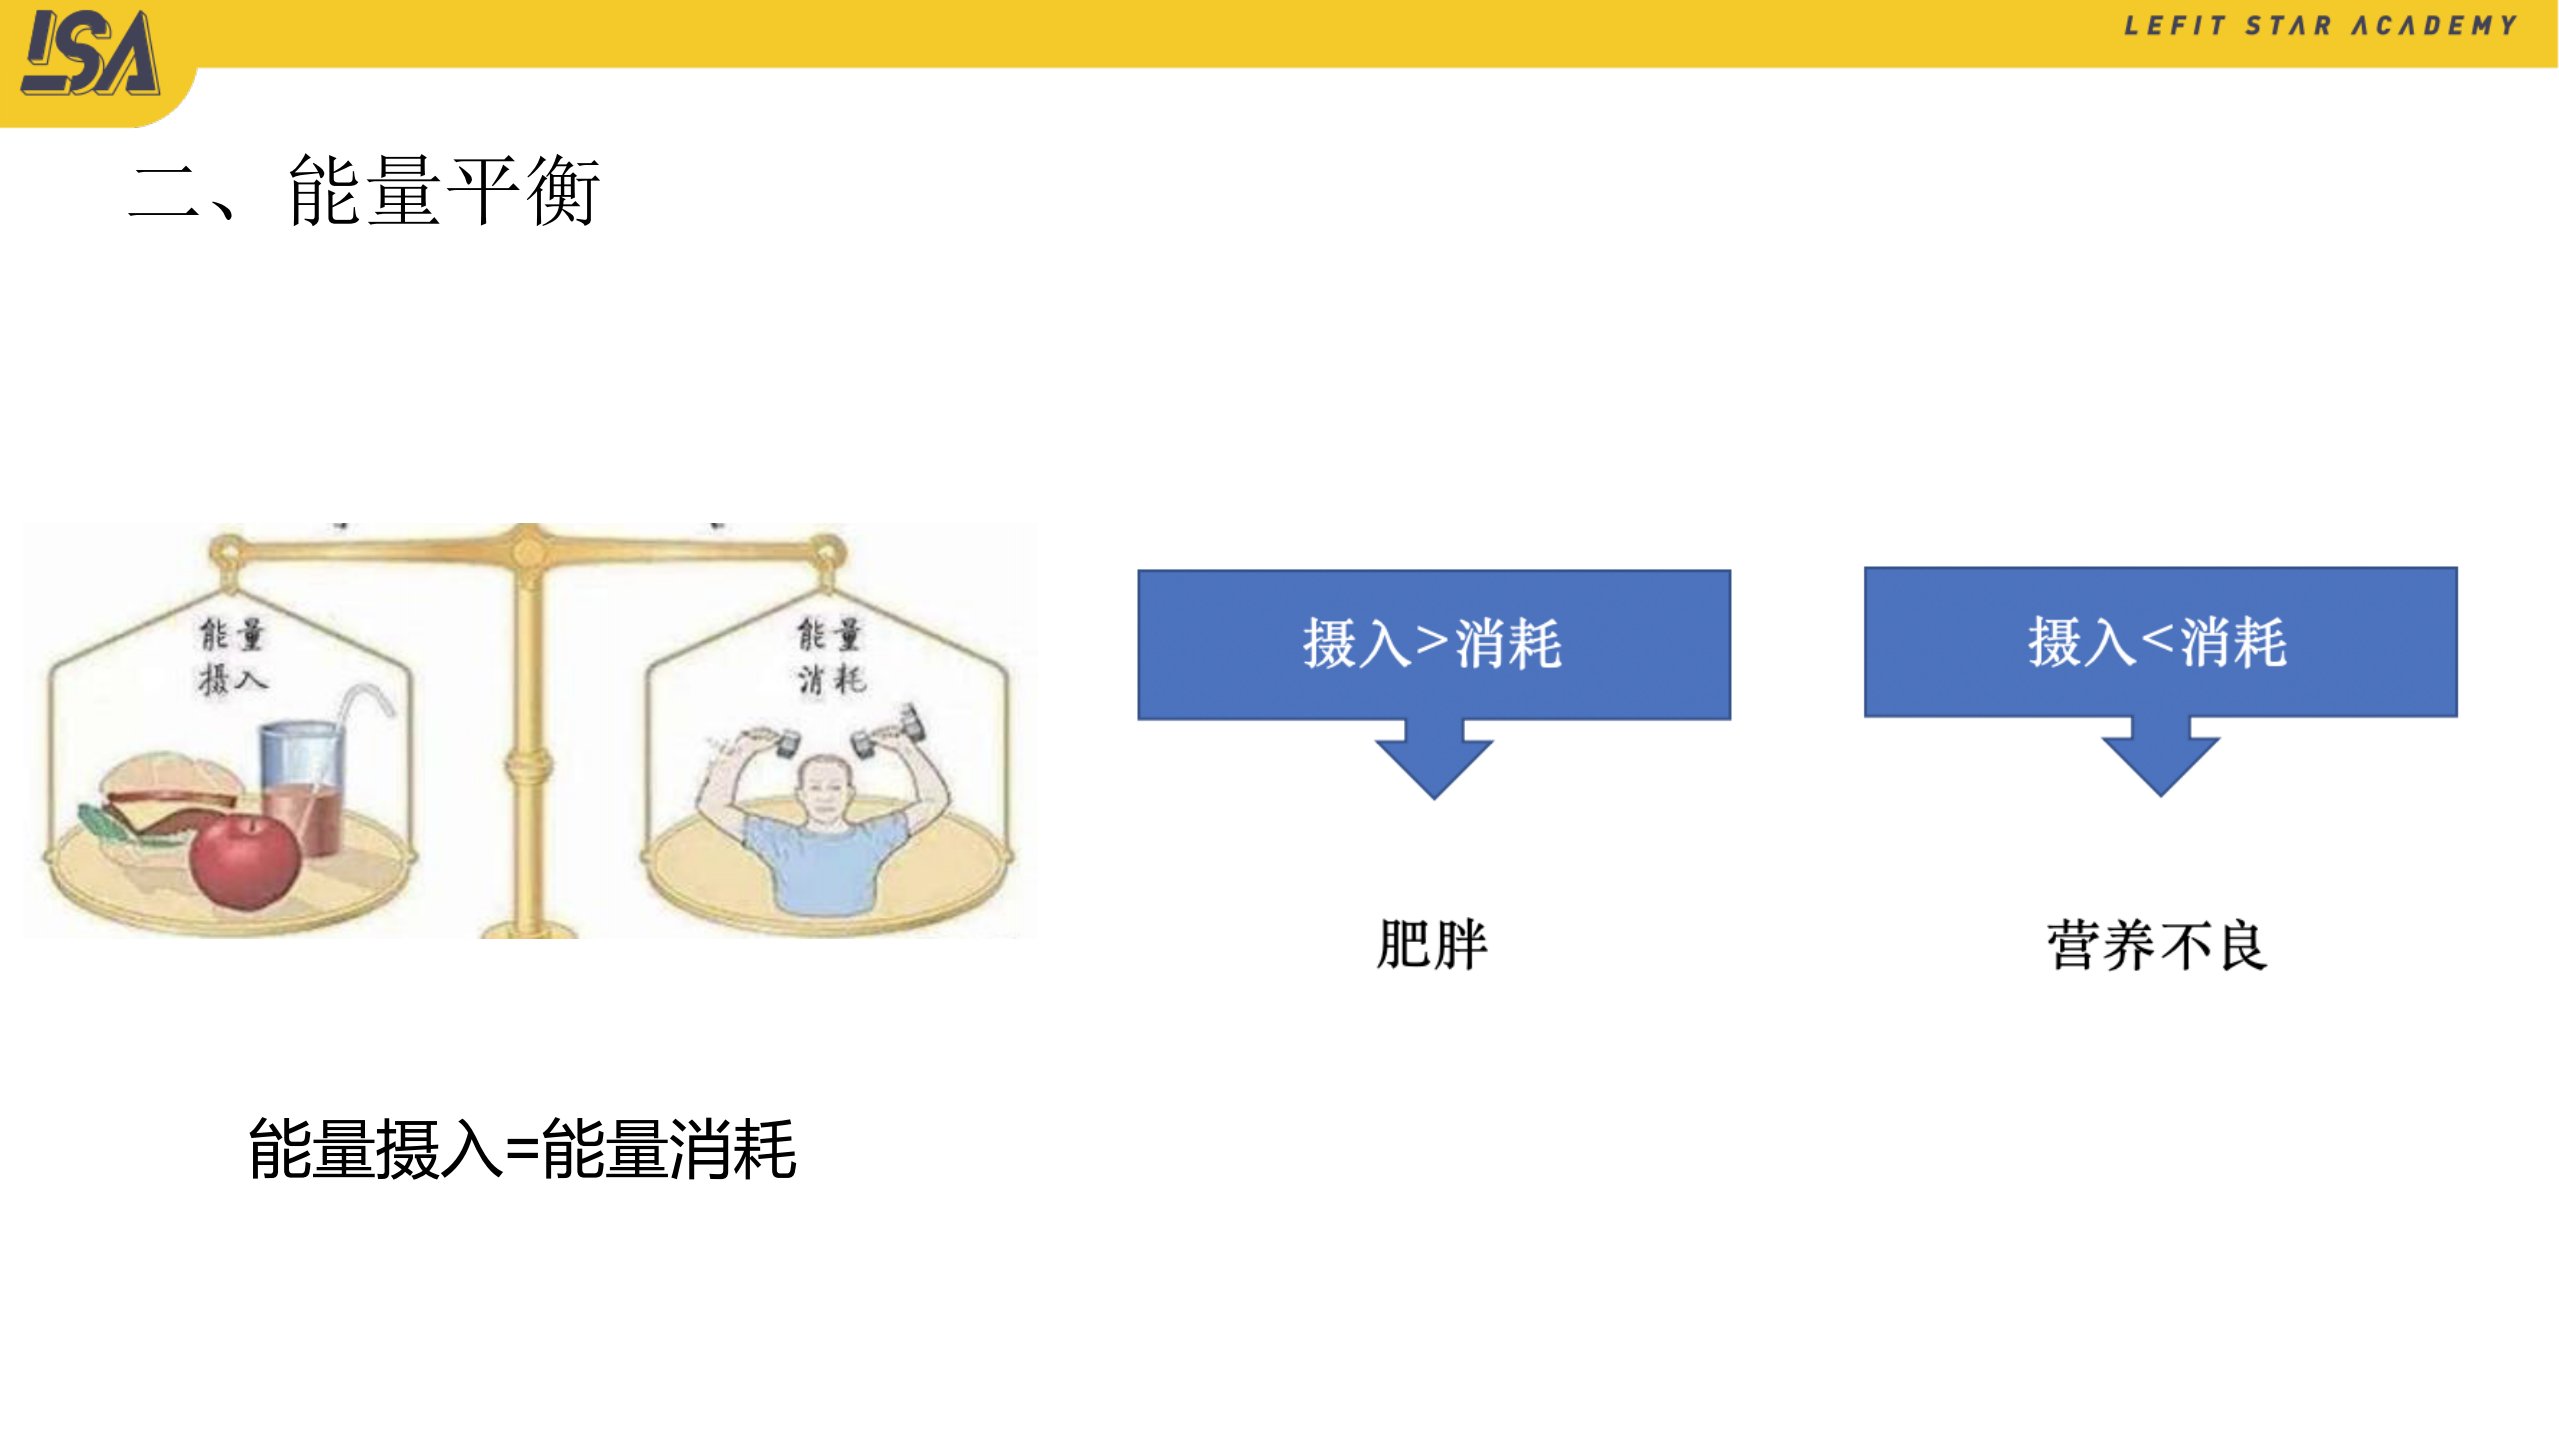 LSA
LEFIT STAR ACADEMY
二、能量平衡
能量
摄入
能量
消耗
能量摄入=能量消耗
摄入>消耗
肥胖
摄入<消耗
营养不良